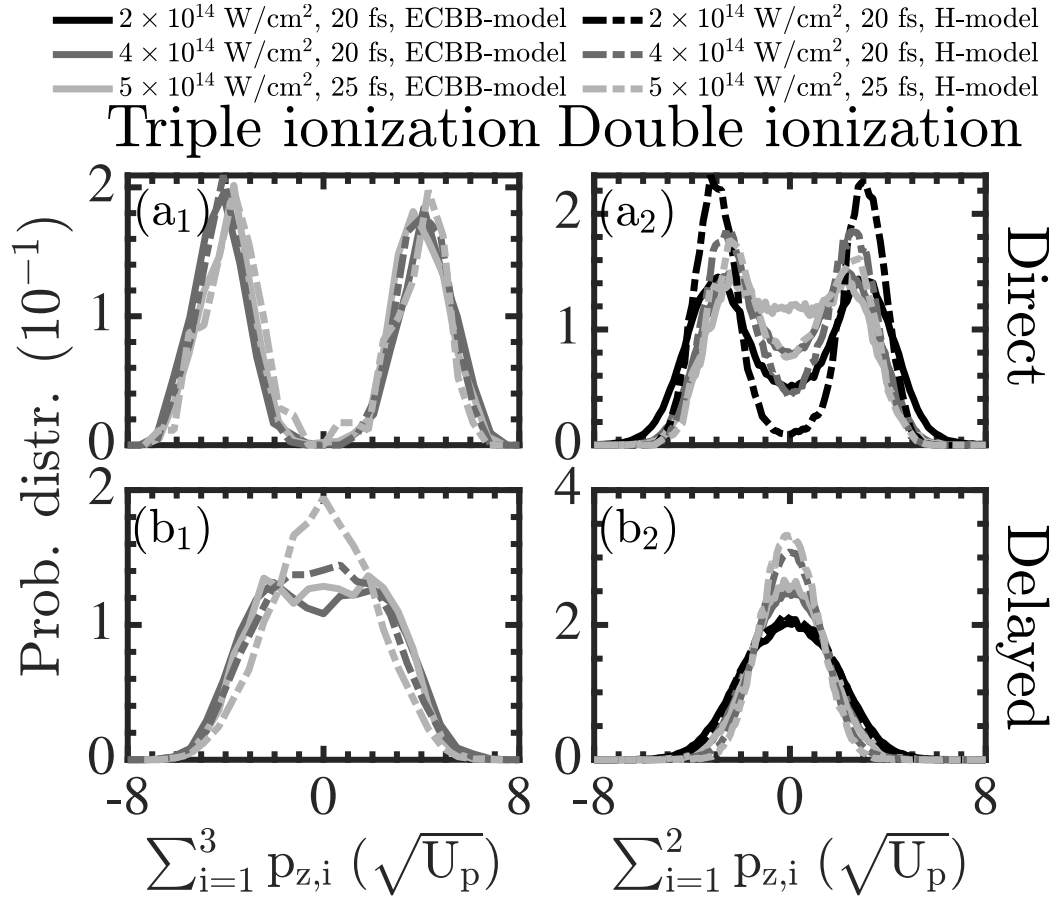 2 × 10¹⁴ W/cm², 20 fs, ECBB-model
2 × 10¹⁴ W/cm², 20 fs, H-model
4 × 10¹⁴ W/cm², 20 fs, ECBB-model
4 × 10¹⁴ W/cm², 20 fs, H-model
5 × 10¹⁴ W/cm², 25 fs, ECBB-model
5 × 10¹⁴ W/cm², 25 fs, H-model
Triple ionization
Double ionization
Prob. distr. (10⁻¹)
(a₁)
2
1
0
(a₂)
2
1
0
Direct
(b₁)
2
1
0
-8 0 8
(b₂)
4
2
0
-8 0 8
Delayed
∑³ᵢ₌₁ p_{z,i} (√U_p)
∑²ᵢ₌₁ p_{z,i} (√U_p)